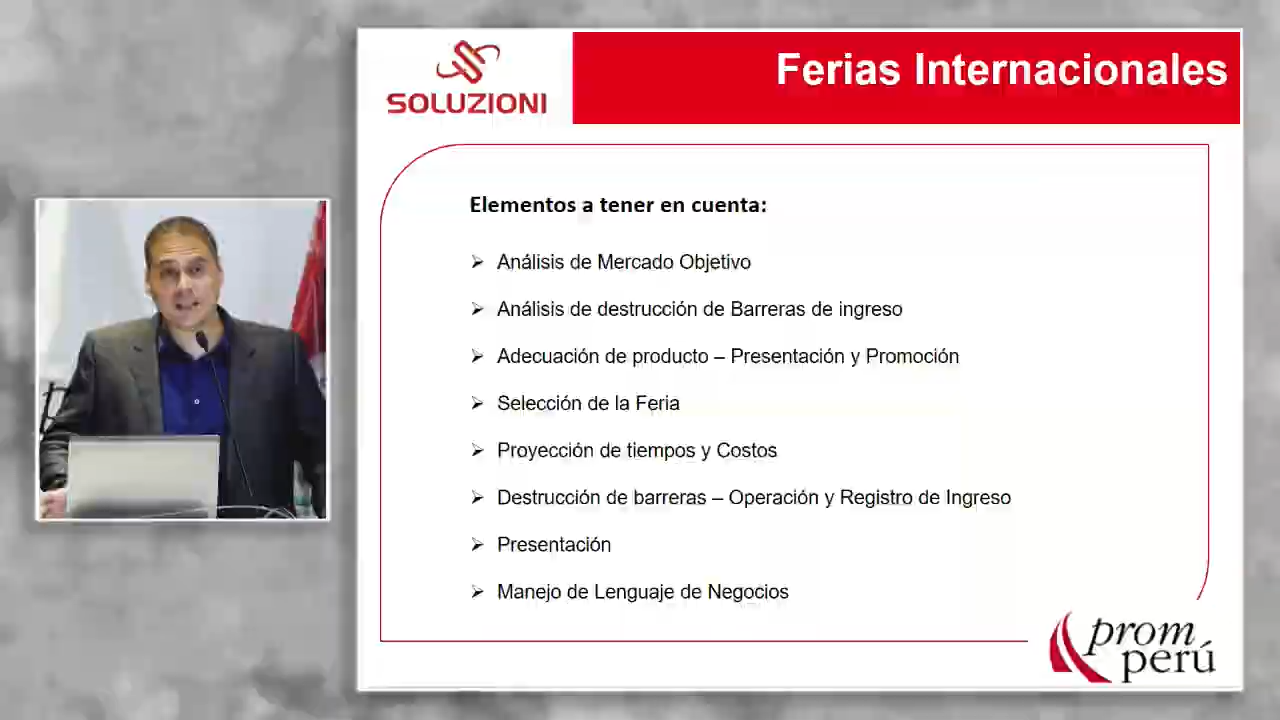 SOLUZIONI
Ferias Internacionales
Elementos a tener en cuenta:
Análisis de Mercado Objetivo
Análisis de destrucción de Barreras de ingreso
Adecuación de producto – Presentación y Promoción
Selección de la Feria
Proyección de tiempos y Costos
Destrucción de barreras – Operación y Registro de Ingreso
Presentación
Manejo de Lenguaje de Negocios
prom
perú